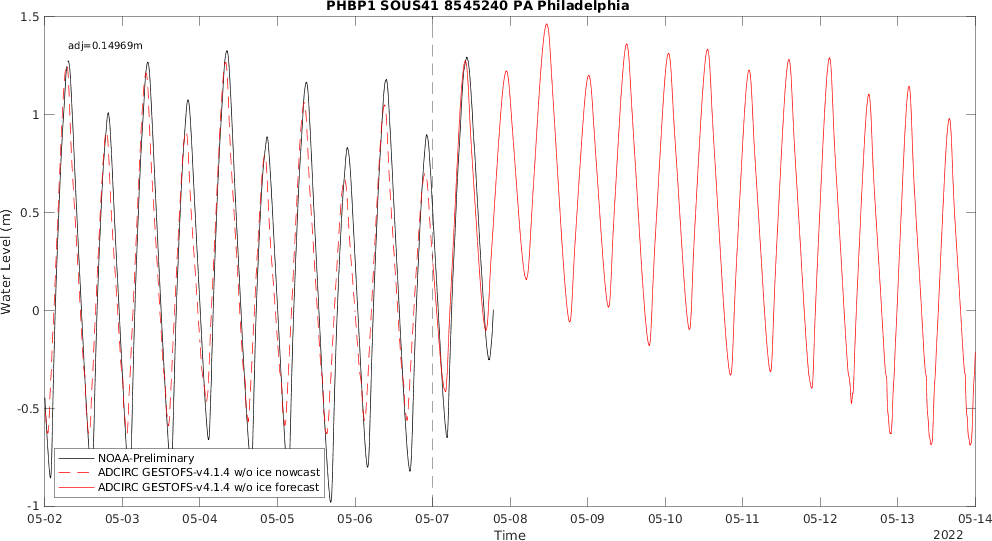 PHBP1 SOUS41 8545240 PA Philadelphia
adj=0.14969m
1.5
1
0.5
0
-0.5
-1
Water Level (m)
NOAA-Preliminary
ADCIRC GESTOFS-v4.1.4 w/o ice nowcast
ADCIRC GESTOFS-v4.1.4 w/o ice forecast
05-02 05-03 05-04 05-05 05-06 05-07 05-08 05-09 05-10 05-11 05-12 05-13 05-14
Time
2022